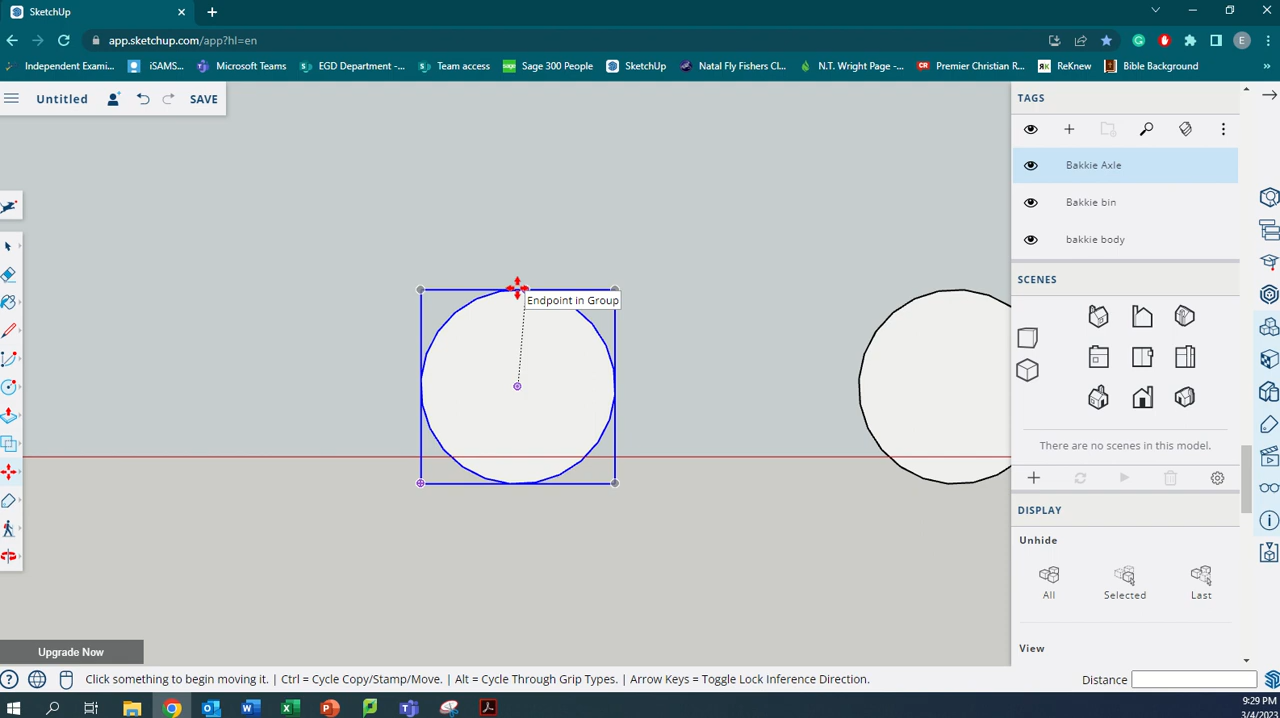 SketchUp
app.sketchup.com/app?hl=en
E
Independent Exami...
iSAMS...
Microsoft Teams
EGD Department -...
Team access
sage Sage 300 People
SketchUp
Natal Fly Fishers Cl...
N.T. Wright Page -...
CR Premier Christian R...
RK ReKnew
Bible Background
»
Untitled
SAVE
TAGS
Bakkie Axle
Bakkie bin
bakkie body
SCENES
Endpoint in Group
There are no scenes in this model.
DISPLAY
Unhide
All Selected Last
View
Upgrade Now
Click something to begin moving it. | Ctrl = Cycle Copy/Stamp/Move. | Alt = Cycle Through Grip Types. | Arrow Keys = Toggle Lock Inference Direction.
Distance
9:29 PM
3/4/2023